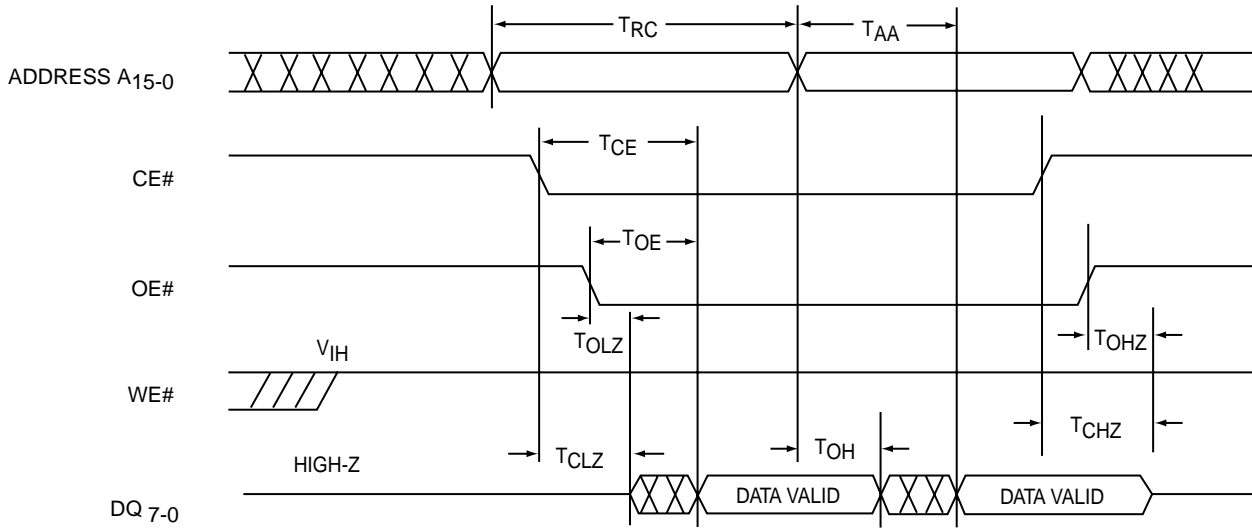 TRC TAA
ADDRESS A15-0
TCE
CE#
TOE
OE#
TOLZ TOHZ
VIH
WE#
TCLZ TOH TCHZ
HIGH-Z
DATA VALID DATA VALID
DQ 7-0